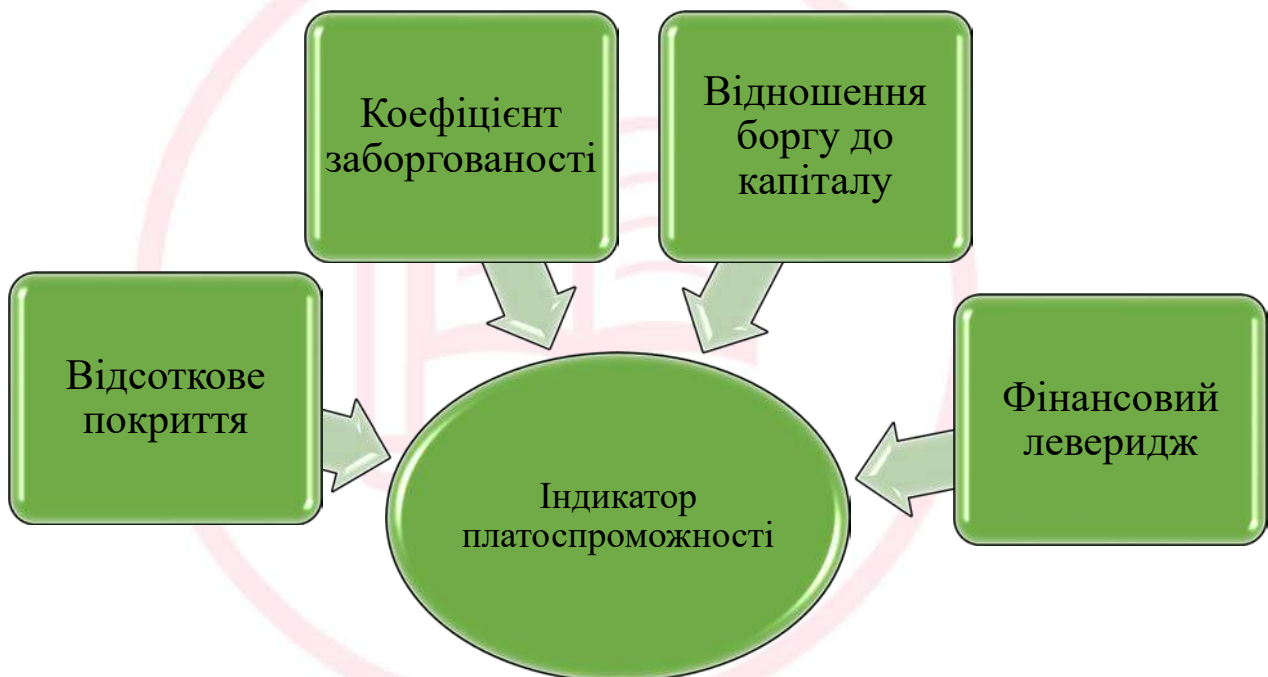 Коефіцієнт
заборгованості
Відношення
боргу до
капіталу
Відсоткове
покриття
Фінансовий
леверидж
Індикатор
платоспроможності